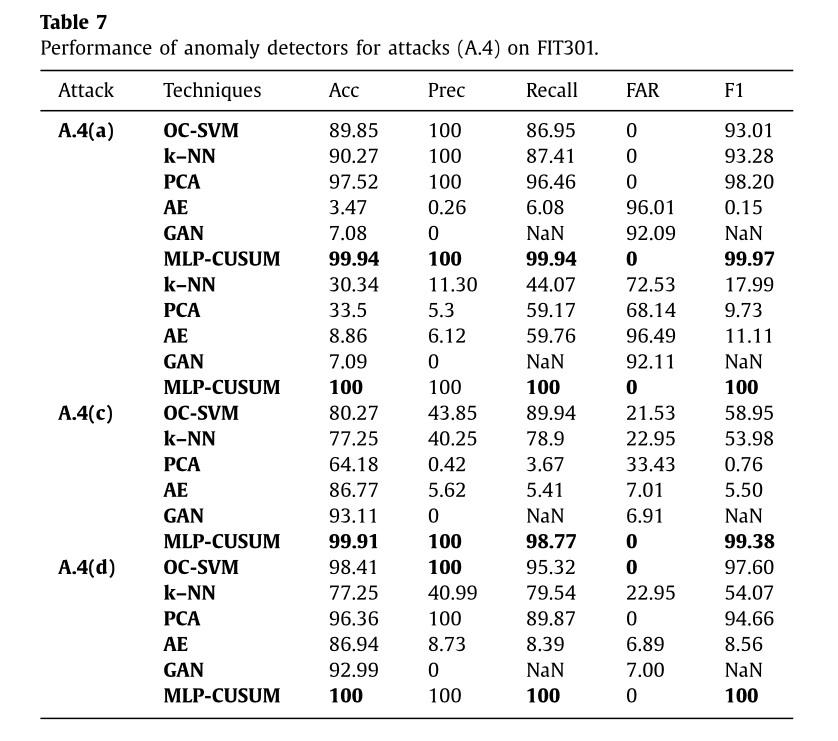 Table 7
Performance of anomaly detectors for attacks (A.4) on FIT301.
Attack Techniques Acc Prec Recall FAR F1
A.4(a) OC-SVM 89.85 100 86.95 0 93.01
k–NN 90.27 100 87.41 0 93.28
PCA 97.52 100 96.46 0 98.20
AE 3.47 0.26 6.08 96.01 0.15
GAN 7.08 0 NaN 92.09 NaN
MLP-CUSUM 99.94 100 99.94 0 99.97
k–NN 30.34 11.30 44.07 72.53 17.99
PCA 33.5 5.3 59.17 68.14 9.73
AE 8.86 6.12 59.76 96.49 11.11
GAN 7.09 0 NaN 92.11 NaN
MLP-CUSUM 100 100 100 0 100
A.4(c) OC-SVM 80.27 43.85 89.94 21.53 58.95
k–NN 77.25 40.25 78.9 22.95 53.98
PCA 64.18 0.42 3.67 33.43 0.76
AE 86.77 5.62 5.41 7.01 5.50
GAN 93.11 0 NaN 6.91 NaN
MLP-CUSUM 99.91 100 98.77 0 99.38
A.4(d) OC-SVM 98.41 100 95.32 0 97.60
k–NN 77.25 40.99 79.54 22.95 54.07
PCA 96.36 100 89.87 0 94.66
AE 86.94 8.73 8.39 6.89 8.56
GAN 92.99 0 NaN 7.00 NaN
MLP-CUSUM 100 100 100 0 100